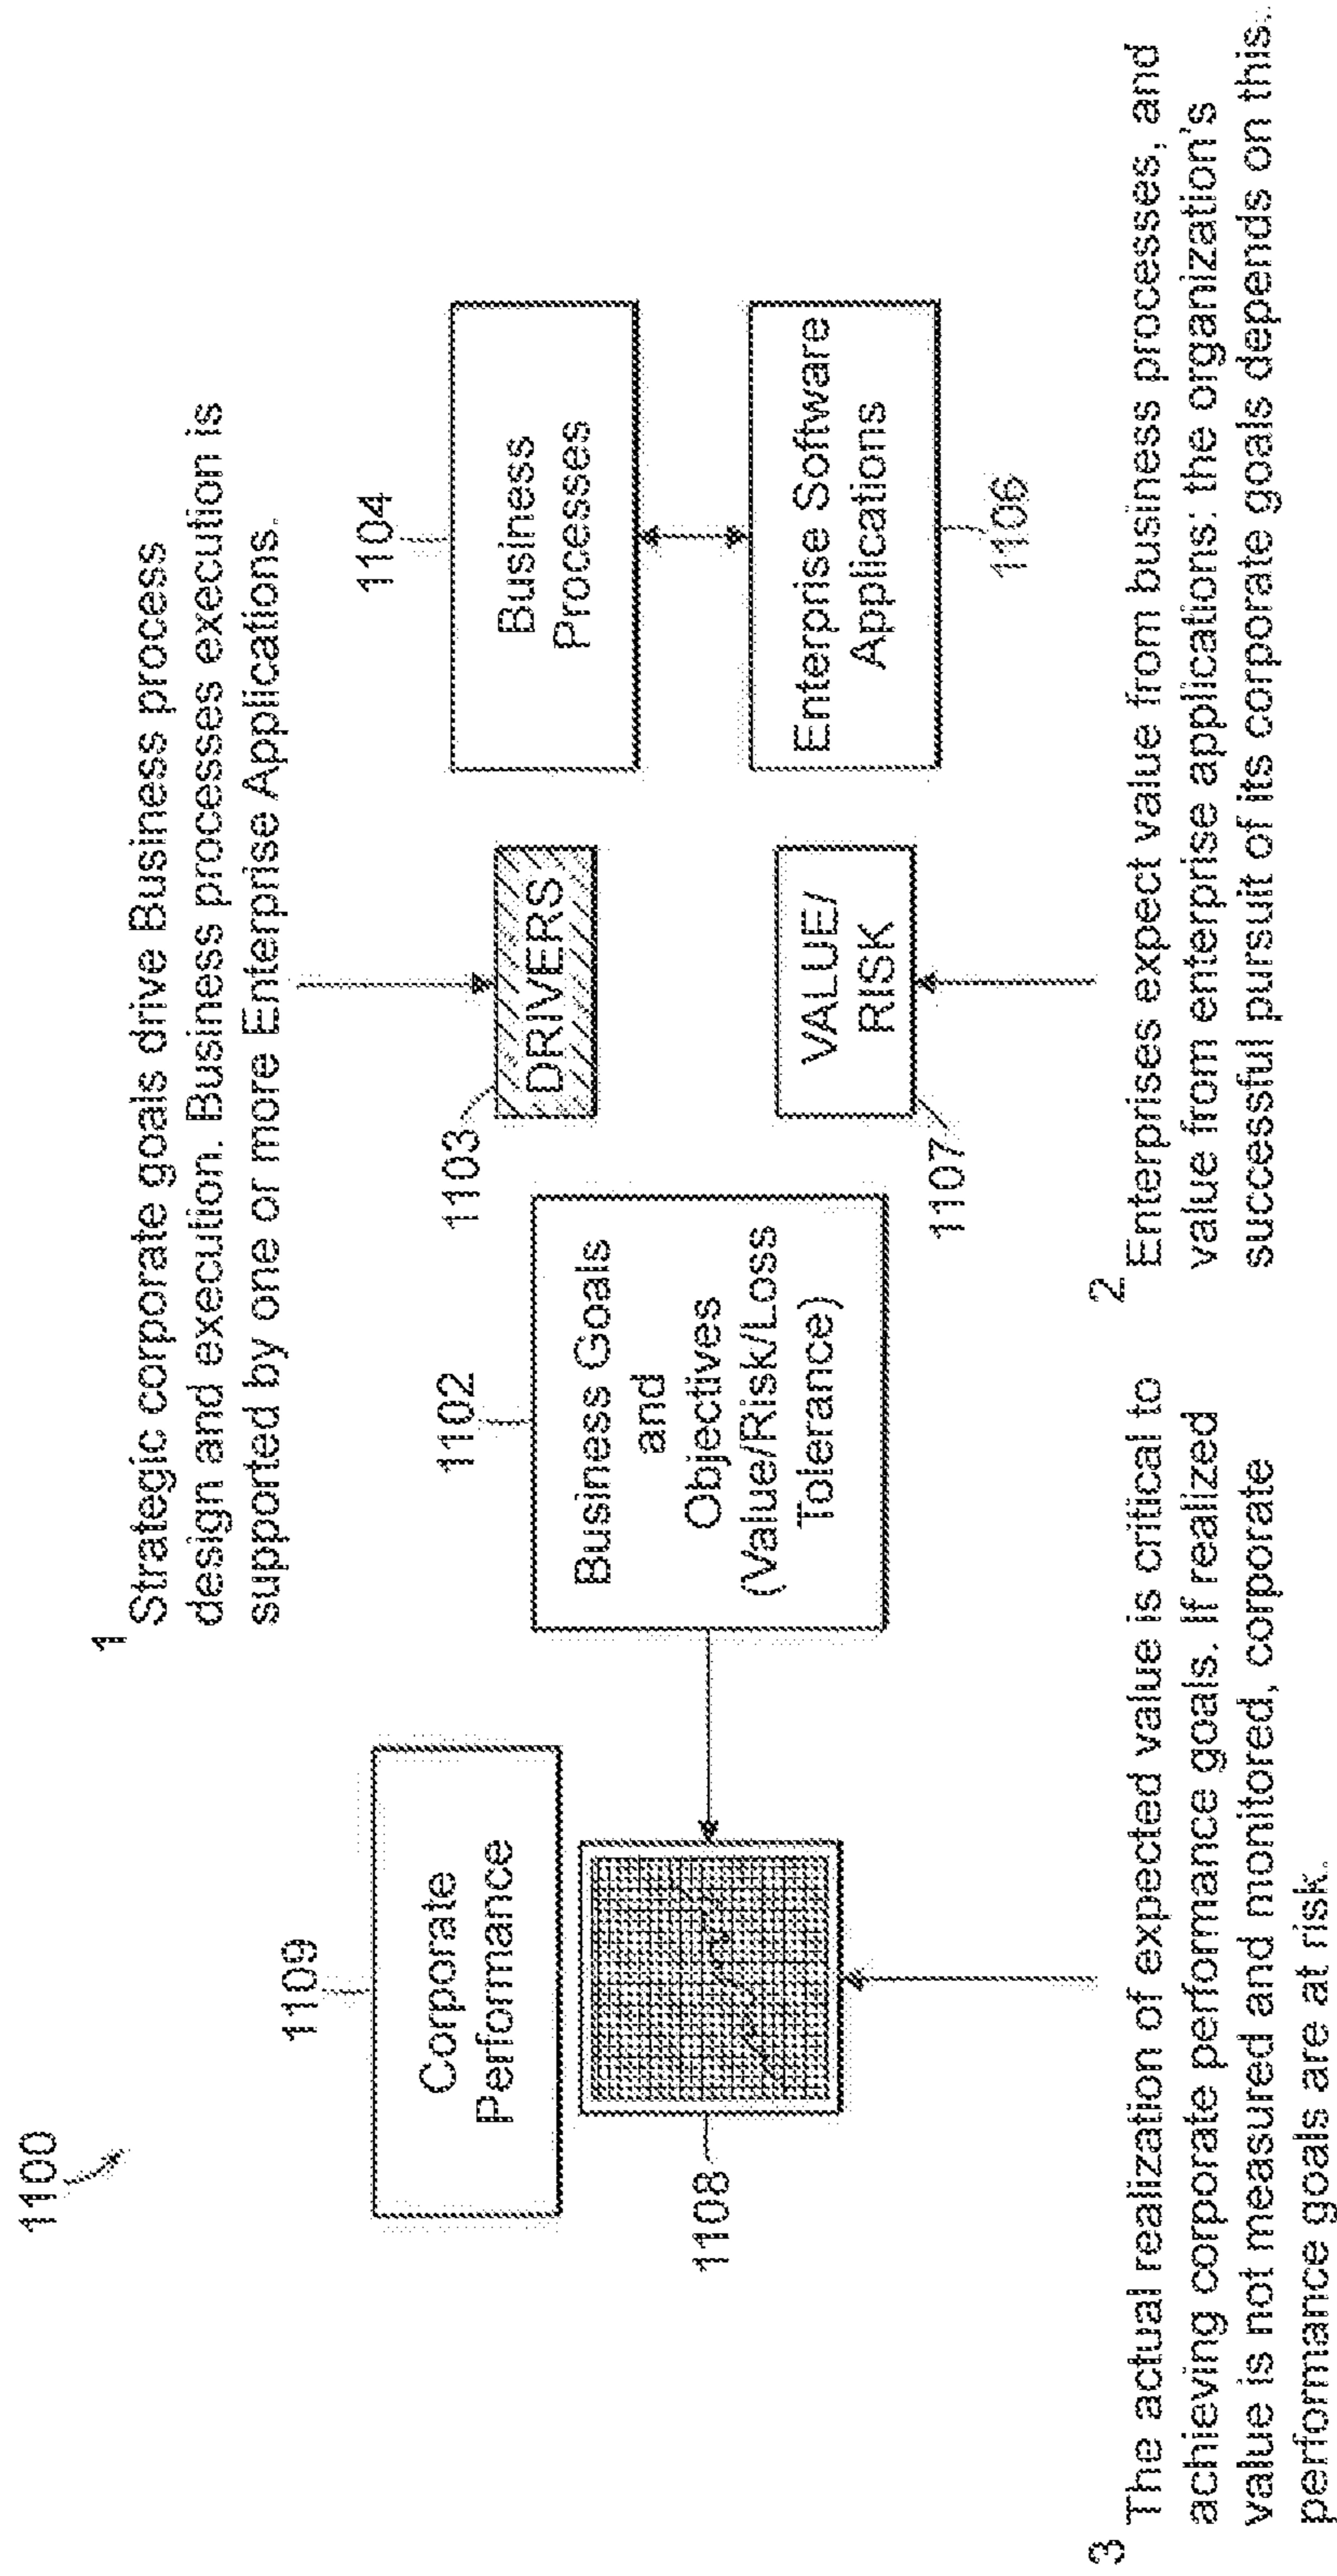 1100
1
Strategic corporate goals drive Business process
design and execution. Business processes execution is
supported by one or more Enterprise Applications.
1109
Corporate
Performance
1108
1102
Business Goals
and
Objectives
(Value/Risk/Loss
Tolerance)
1103
DRIVERS
1104
Business
Processes
1107
VALUE/
RISK
Enterprise Software
Applications
1106
2
Enterprises expect value from business processes, and
value from enterprise applications: the organization's
successful pursuit of its corporate goals depends on this.
3
The actual realization of expected value is critical to
achieving corporate performance goals. If realized
value is not measured and monitored, corporate
performance goals are at risk.